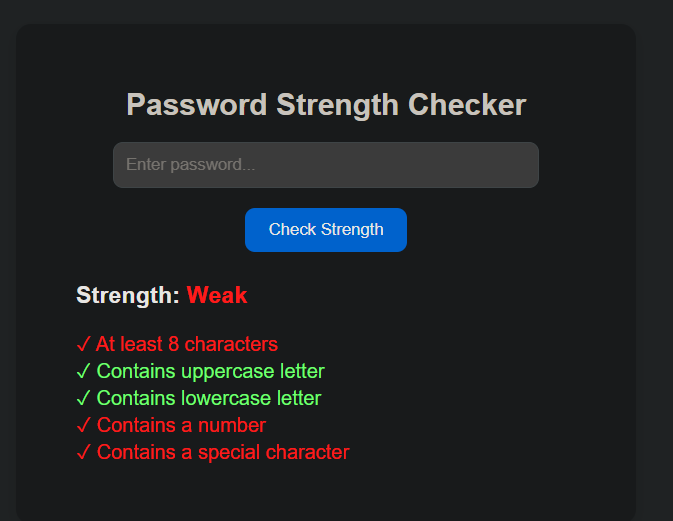 Password Strength Checker
Enter password...
Check Strength
Strength: Weak
✓ At least 8 characters
✓ Contains uppercase letter
✓ Contains lowercase letter
✓ Contains a number
✓ Contains a special character